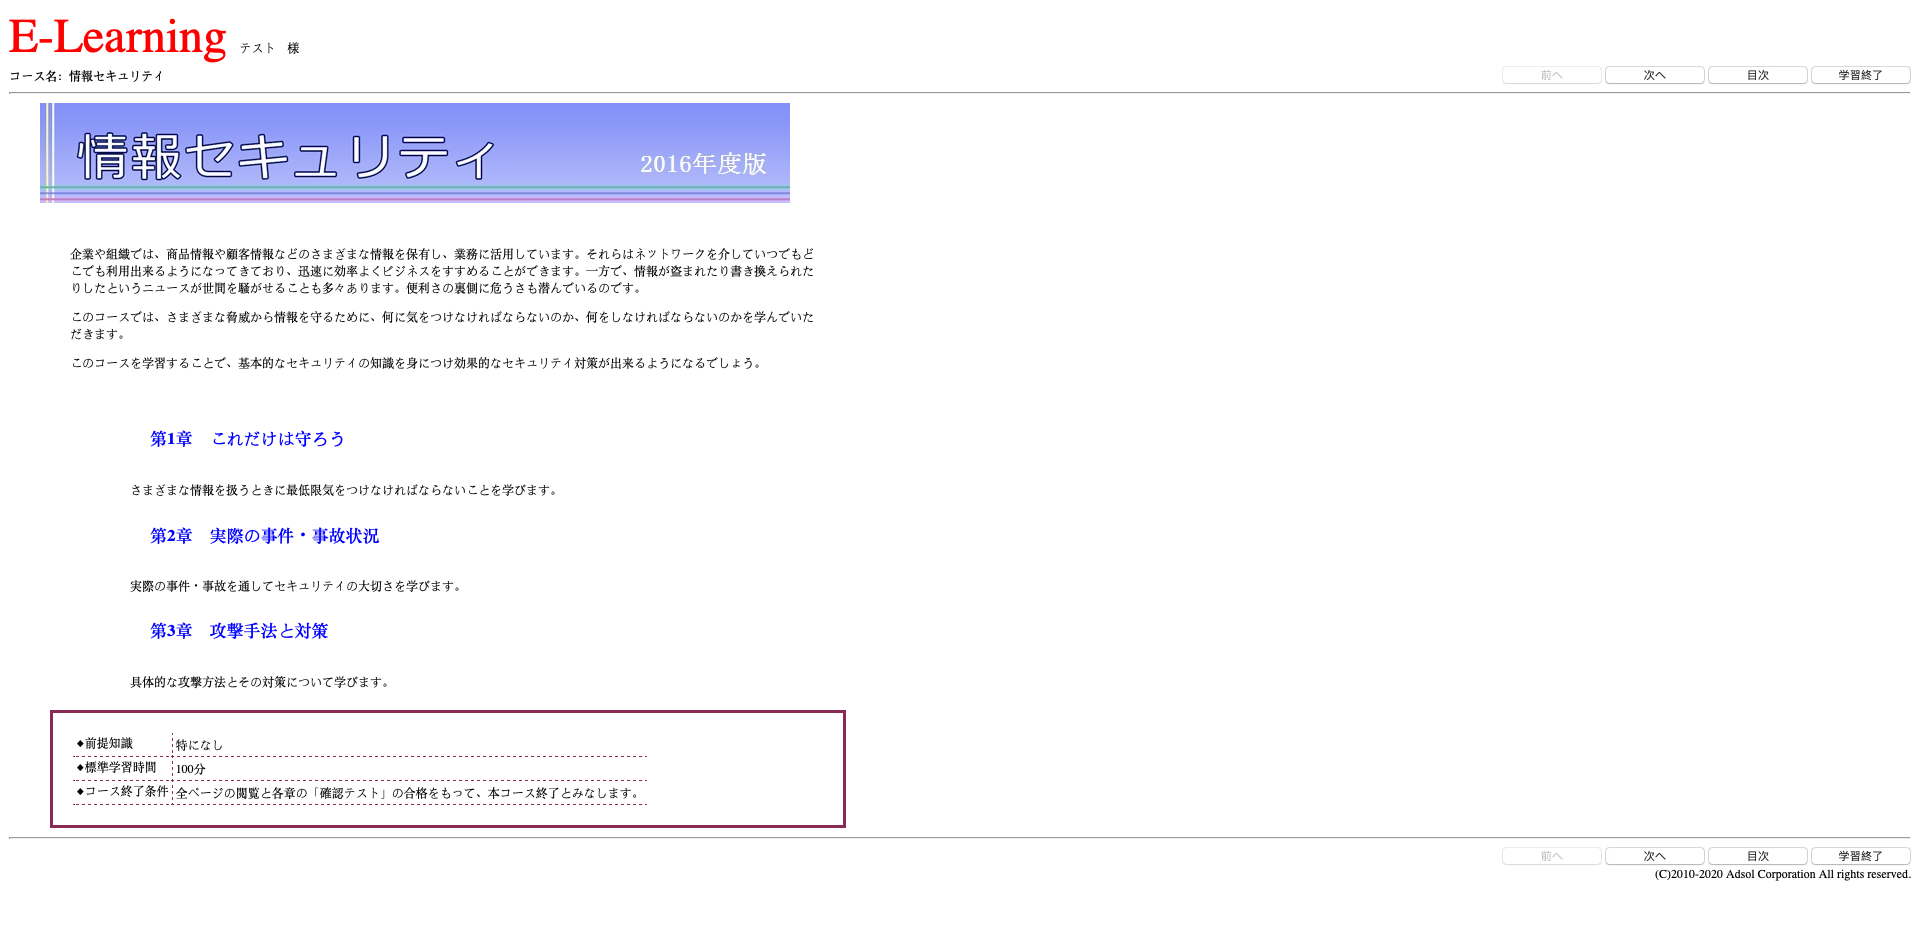 E-Learning テスト　様
コース名: 情報セキュリティ
前へ 次へ 目次 学習終了
情報セキュリティ 2016年度版
企業や組織では、商品情報や顧客情報などのさまざまな情報を保有し、業務に活用しています。それらはネットワークを介していつでもど
こでも利用出来るようになってきており、迅速に効率よくビジネスをすすめることができます。一方で、情報が盗まれたり書き換えられた
りしたというニュースが世間を騒がせることも多々あります。便利さの裏側に危うさも潜んでいるのです。
このコースでは、さまざまな脅威から情報を守るために、何に気をつけなければならないのか、何をしなければならないのかを学んでいた
だきます。
このコースを学習することで、基本的なセキュリティの知識を身につけ効果的なセキュリティ対策が出来るようになるでしょう。
第1章　これだけは守ろう
さまざまな情報を扱うときに最低限気をつけなければならないことを学びます。
第2章　実際の事件・事故状況
実際の事件・事故を通してセキュリティの大切さを学びます。
第3章　攻撃手法と対策
具体的な攻撃方法とその対策について学びます。
◆前提知識 特になし
◆標準学習時間 100分
◆コース終了条件 全ページの閲覧と各章の「確認テスト」の合格をもって、本コース終了とみなします。
前へ 次へ 目次 学習終了
(C)2010-2020 Adsol Corporation All rights reserved.